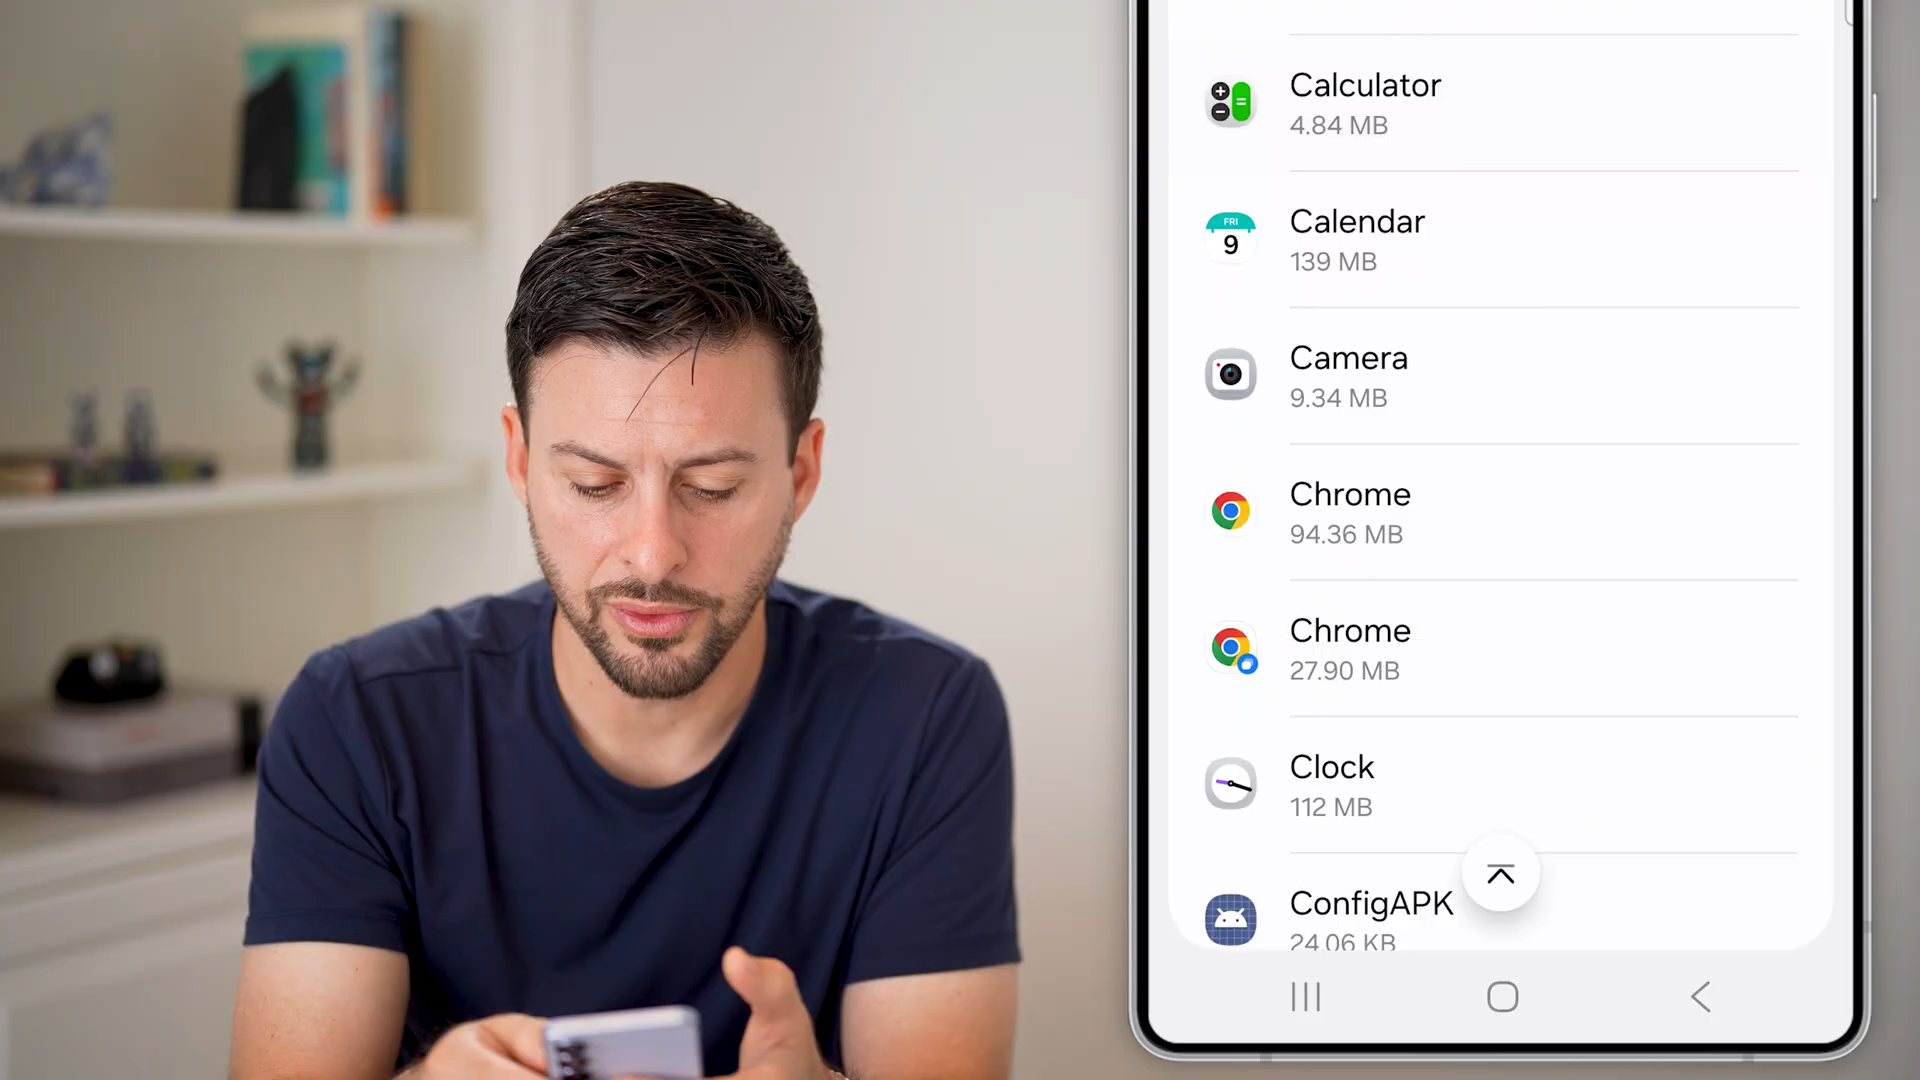 Calculator
4.84 MB
FRI
9
Calendar
139 MB
Camera
9.34 MB
Chrome
94.36 MB
Chrome
27.90 MB
Clock
112 MB
ConfigAPK
24.06 KB